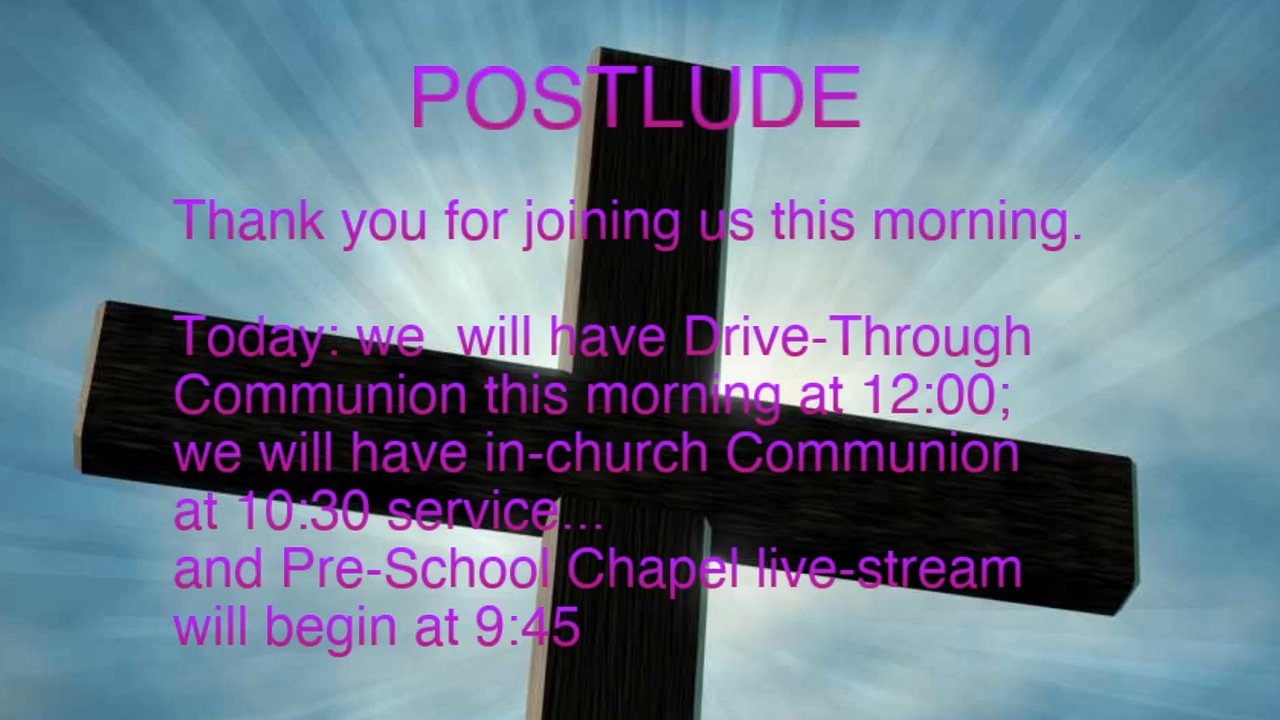 POSTLUDE
Thank you for joining us this morning.
Today: we  will have Drive-Through
Communion this morning at 12:00;
we will have in-church Communion
at 10:30 service...
and Pre-School Chapel live-stream
will begin at 9:45